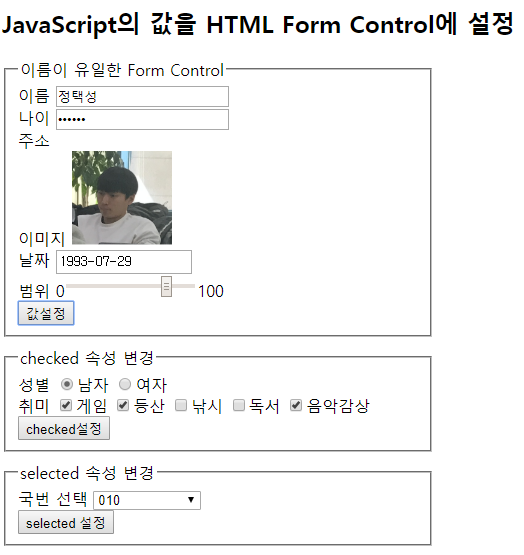 JavaScript의 값을 HTML Form Control에 설정
이름이 유일한 Form Control
이름 정택성
나이 ••••••
주소
이미지
날짜 1993-07-29
범위 0 100
값설정
checked 속성 변경
성별 남자 여자
취미 게임 등산 낚시 독서 음악감상
checked설정
selected 속성 변경
국번 선택 010
selected 설정